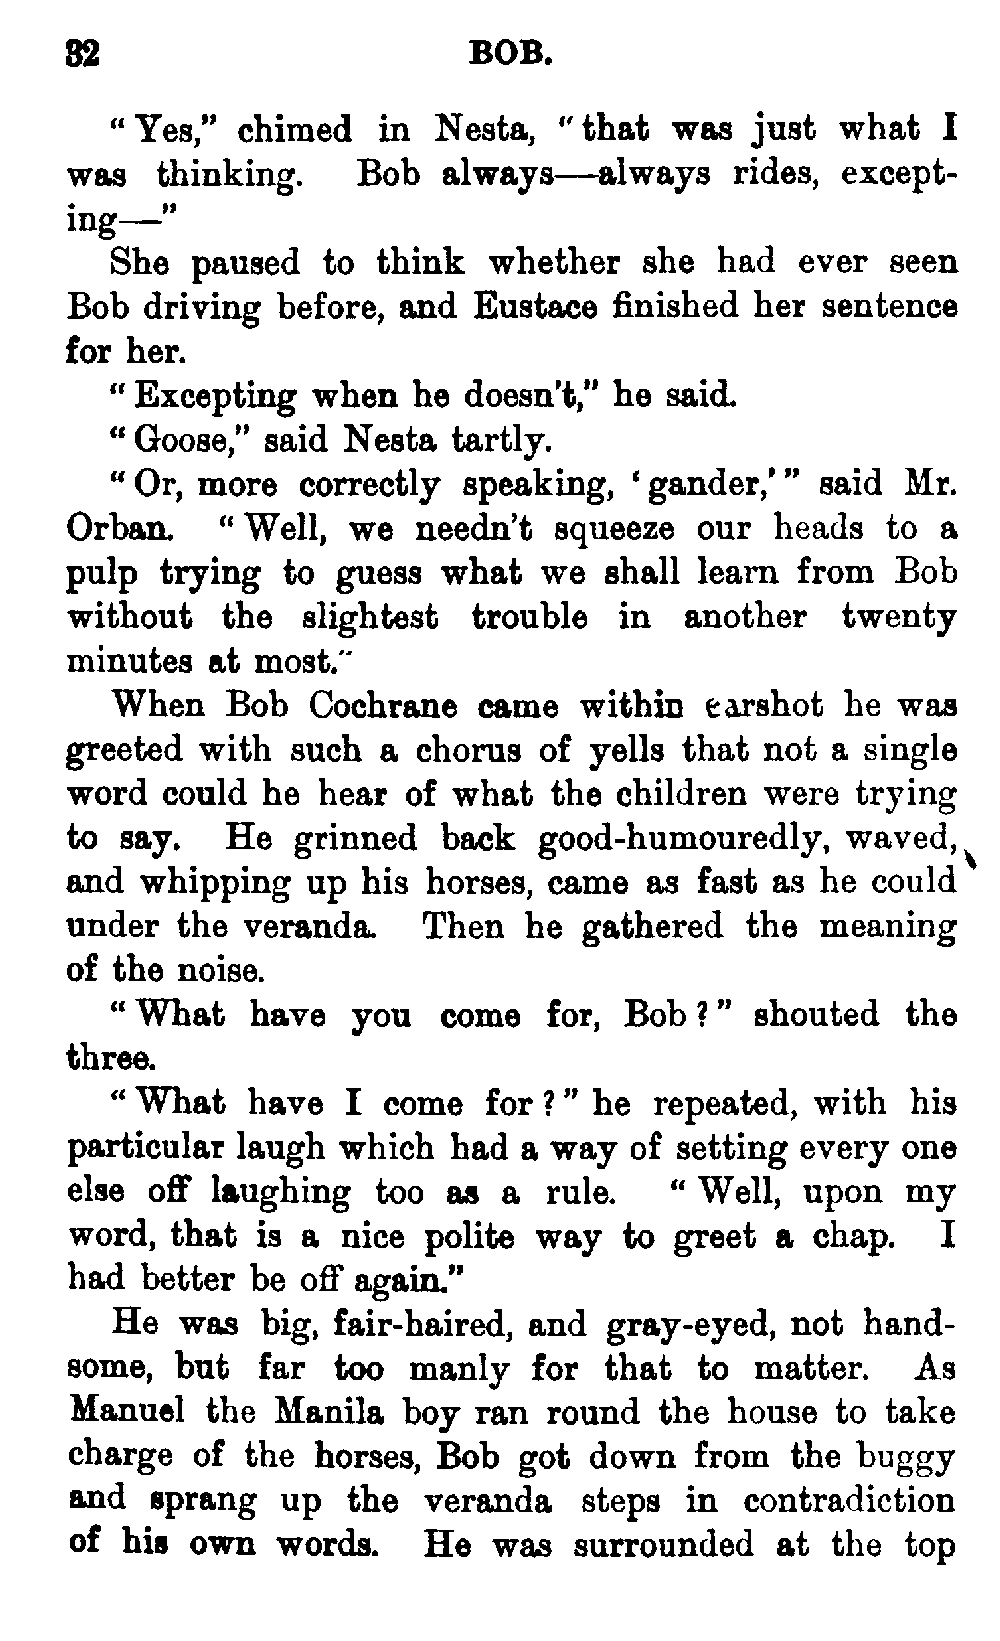 32 BOB.
“Yes,” chimed in Nesta, “that was just what I
was thinking. Bob always—always rides, except-
ing—”
She paused to think whether she had ever seen
Bob driving before, and Eustace finished her sentence
for her.
“Excepting when he doesn't,” he said.
“Goose,” said Nesta tartly.
“Or, more correctly speaking, ‘gander,’” said Mr.
Orban. “Well, we needn't squeeze our heads to a
pulp trying to guess what we shall learn from Bob
without the slightest trouble in another twenty
minutes at most.”
When Bob Cochrane came within earshot he was
greeted with such a chorus of yells that not a single
word could he hear of what the children were trying
to say. He grinned back good-humouredly, waved,
and whipping up his horses, came as fast as he could
under the veranda. Then he gathered the meaning
of the noise.
“What have you come for, Bob?” shouted the
three.
“What have I come for?” he repeated, with his
particular laugh which had a way of setting every one
else off laughing too as a rule. “Well, upon my
word, that is a nice polite way to greet a chap. I
had better be off again.”
He was big, fair-haired, and gray-eyed, not hand-
some, but far too manly for that to matter. As
Manuel the Manila boy ran round the house to take
charge of the horses, Bob got down from the buggy
and sprang up the veranda steps in contradiction
of his own words. He was surrounded at the top